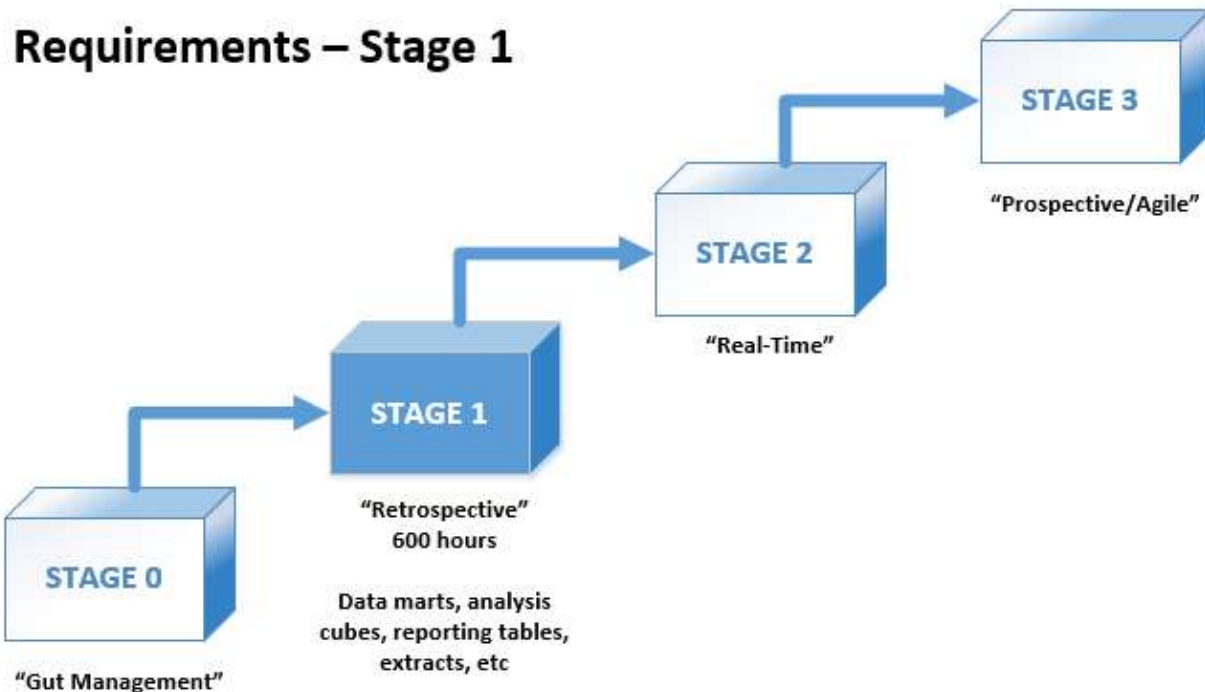 Requirements – Stage 1
STAGE 3
“Prospective/Agile”
STAGE 2
“Real-Time”
STAGE 1
“Retrospective”
600 hours
Data marts, analysis
cubes, reporting tables,
extracts, etc
STAGE 0
“Gut Management”